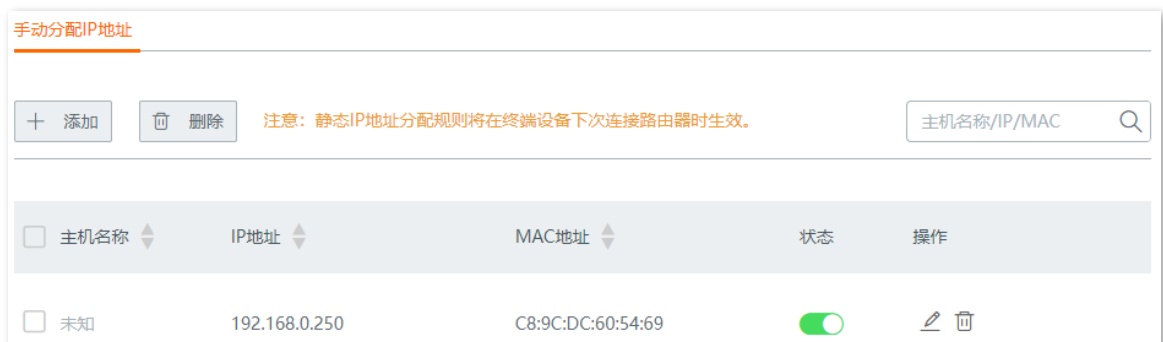 手动分配IP地址
添加 删除 注意：静态IP地址分配规则将在终端设备下次连接路由器时生效。 主机名称/IP/MAC
主机名称 IP地址 MAC地址 状态 操作
未知 192.168.0.250 C8:9C:DC:60:54:69